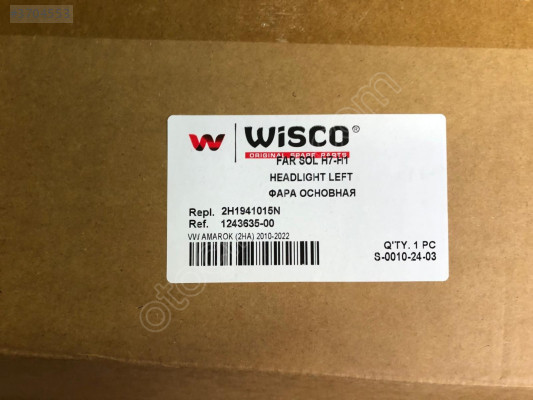 WiSCO®
ORIGINAL SPARE PARTS
FAR SOL H7-H1
HEADLIGHT LEFT
ФАРА ОСНОВНАЯ
Repl. 2H1941015N
Ref. 1243635-00
VW AMAROK (2HA) 2010-2022
Q'TY. 1 PC
S-0010-24-03